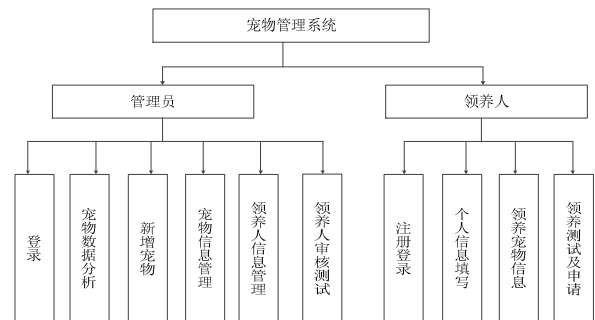 宠物管理系统
管理员
领养人
登录
宠物数据分析
新增宠物
宠物信息管理
领养人信息管理
领养人审核测试
注册登录
个人信息填写
领养宠物信息
领养测试及申请